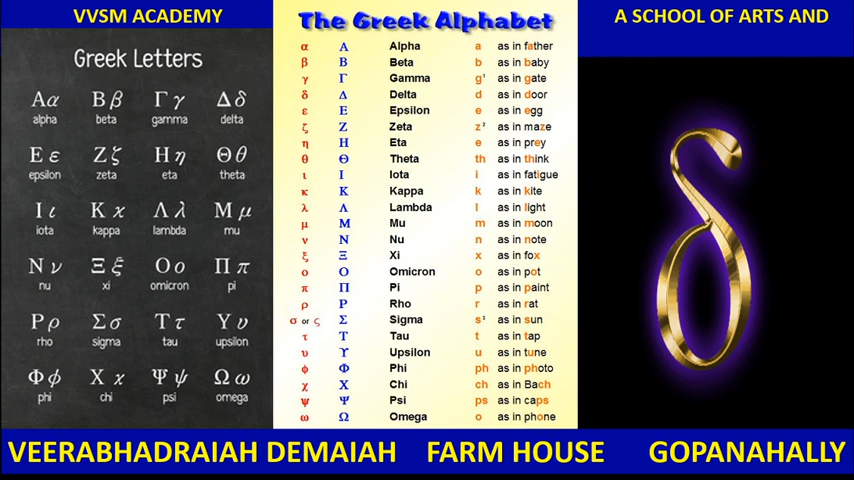 VVSM ACADEMY
A SCHOOL OF ARTS AND
Greek Letters
Αα Ββ Γγ Δδ
alpha beta gamma delta
Εε Ζζ Ηη Θθ
epsilon zeta eta theta
Ιι Κϰ Λλ Μμ
iota kappa lambda mu
Νν Ξξ Οο Ππ
nu xi omicron pi
Ρρ Σσ Ττ Υυ
rho sigma tau upsilon
Φϕ Χχ Ψψ Ωω
phi chi psi omega
The Greek Alphabet
α Α Alpha a as in father
β Β Beta b as in baby
γ Γ Gamma g¹ as in gate
δ Δ Delta d as in door
ε Ε Epsilon e as in egg
ζ Ζ Zeta z² as in maze
η Η Eta e as in prey
θ Θ Theta th as in think
ι Ι Iota i as in fatigue
κ Κ Kappa k as in kite
λ Λ Lambda l as in light
μ Μ Mu m as in moon
ν Ν Nu n as in note
ξ Ξ Xi x as in fox
ο Ο Omicron o as in pot
π Π Pi p as in paint
ρ Ρ Rho r as in rat
σ or ς Σ Sigma s³ as in sun
τ Τ Tau t as in tap
υ ϒ Upsilon u as in tune
ϕ Φ Phi ph as in photo
χ Χ Chi ch as in Bach
ψ Ψ Psi ps as in caps
ω Ω Omega o as in phone
δ
VEERABHADRAIAH DEMAIAH FARM HOUSE GOPANAHALLY